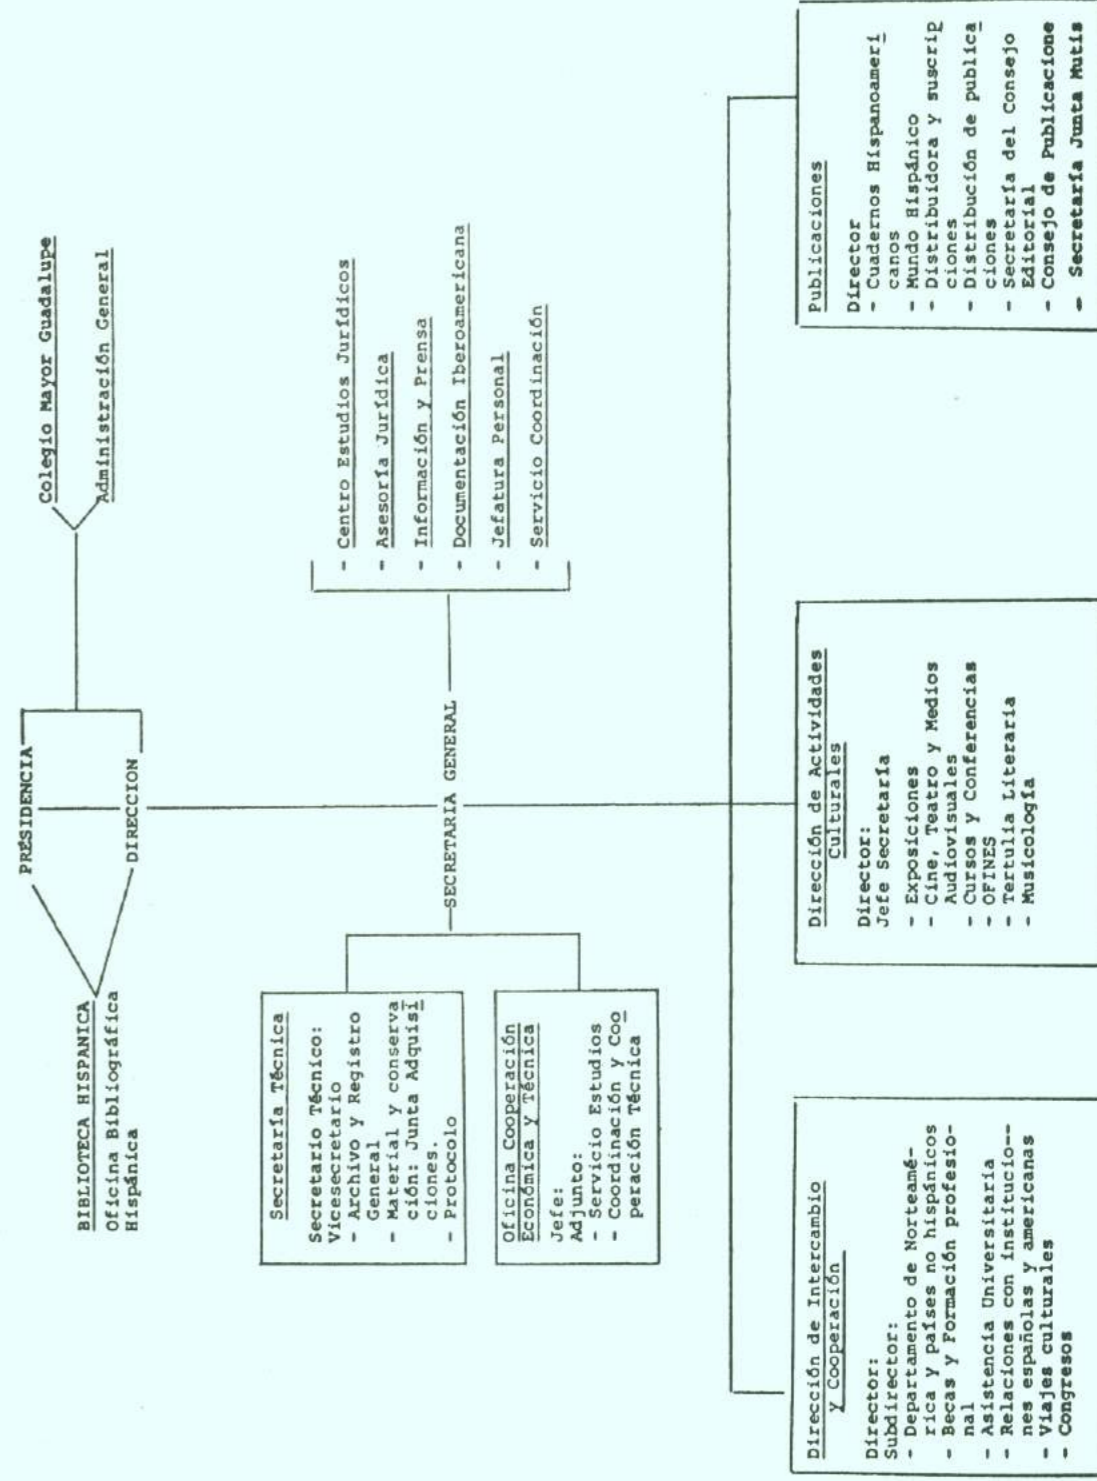 PRESIDENCIA
DIRECCION
Colegio Mayor Guadalupe
Administración General
BIBLIOTECA HISPANICA
Oficina Bibliográfica
Hispánica
SECRETARIA GENERAL
- Centro Estudios Jurídicos
- Asesoría Jurídica
- Información y Prensa
- Documentación Iberoamericana
- Jefatura Personal
- Servicio Coordinación
Secretaría Técnica
Secretario Técnico:
Vicesecretario
- Archivo y Registro
General
- Material y conserva
ción: Junta Adquisi
ciones.
- Protocolo
Oficina Cooperación
Económica y Técnica
Jefe:
Adjunto:
- Servicio Estudios
- Coordinación y Coo
peración Técnica
Dirección de Intercambio
y Cooperación
Director:
Subdirector:
- Departamento de Norteamé-
rica y países no hispánicos
- Becas y Formación profesio-
nal
- Asistencia Universitaria
- Relaciones con institucio--
nes españolas y americanas
- Viajes culturales
- Congresos
Dirección de Actividades
Culturales
Director:
Jefe Secretaría
- Exposiciones
- Cine, Teatro y Medios
Audiovisuales
- Cursos y Conferencias
- OFINES
- Tertulia Literaria
- Musicología
Publicaciones
Director
- Cuadernos Hispanoameri
canos
- Mundo Hispánico
- Distribuidora y suscrip
ciones
- Distribución de publica
ciones
- Secretaría del Consejo
Editorial
- Consejo de Publicacione
- Secretaría Junta Mutis